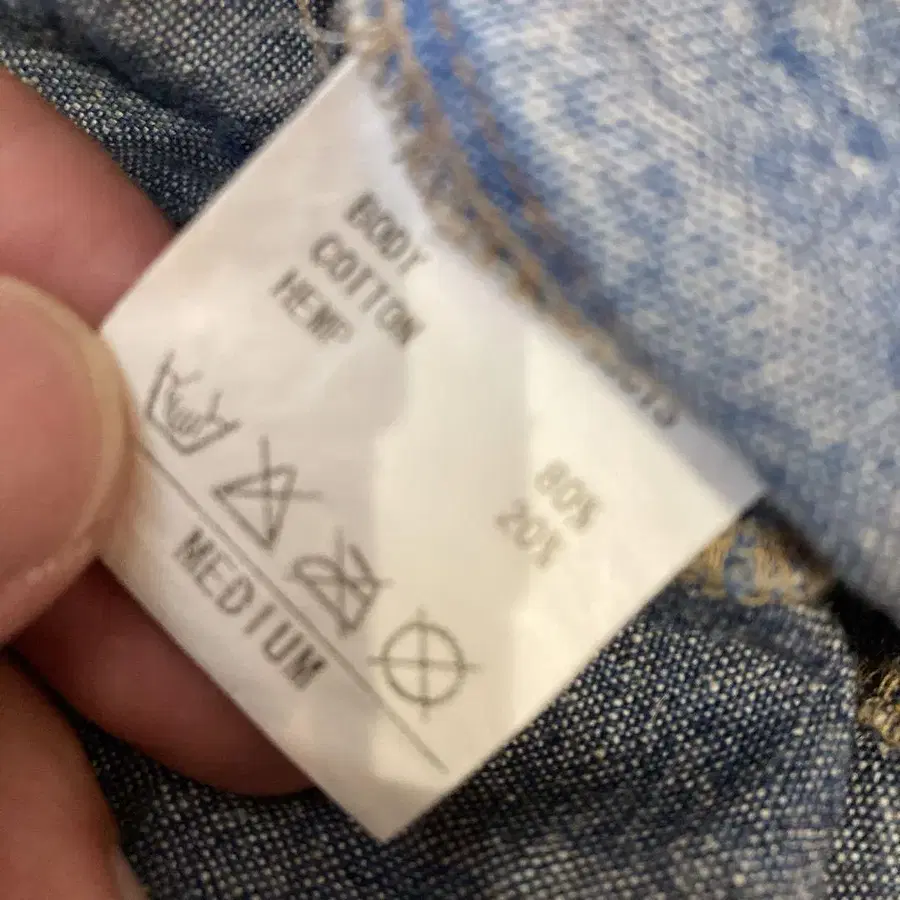 BODY
COTTON 80%
HEMP 20%
MEDIUM